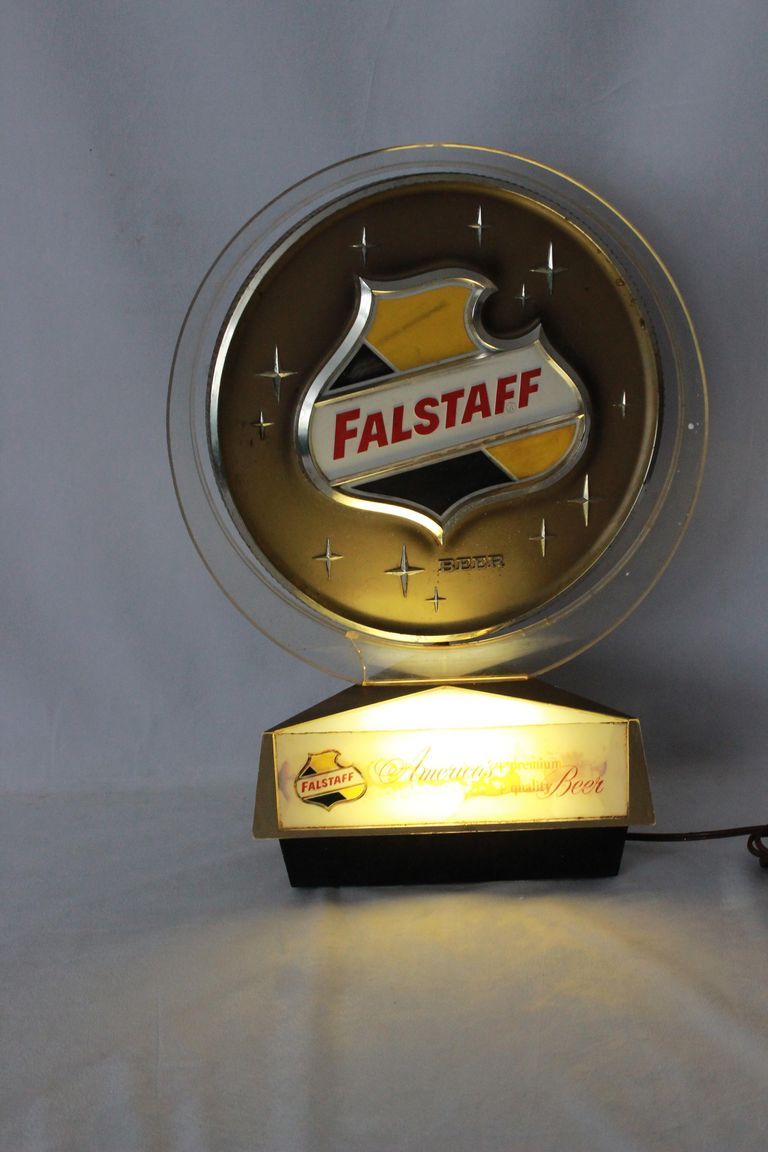 FALSTAFF
BEER
FALSTAFF
America's premium
quality Beer